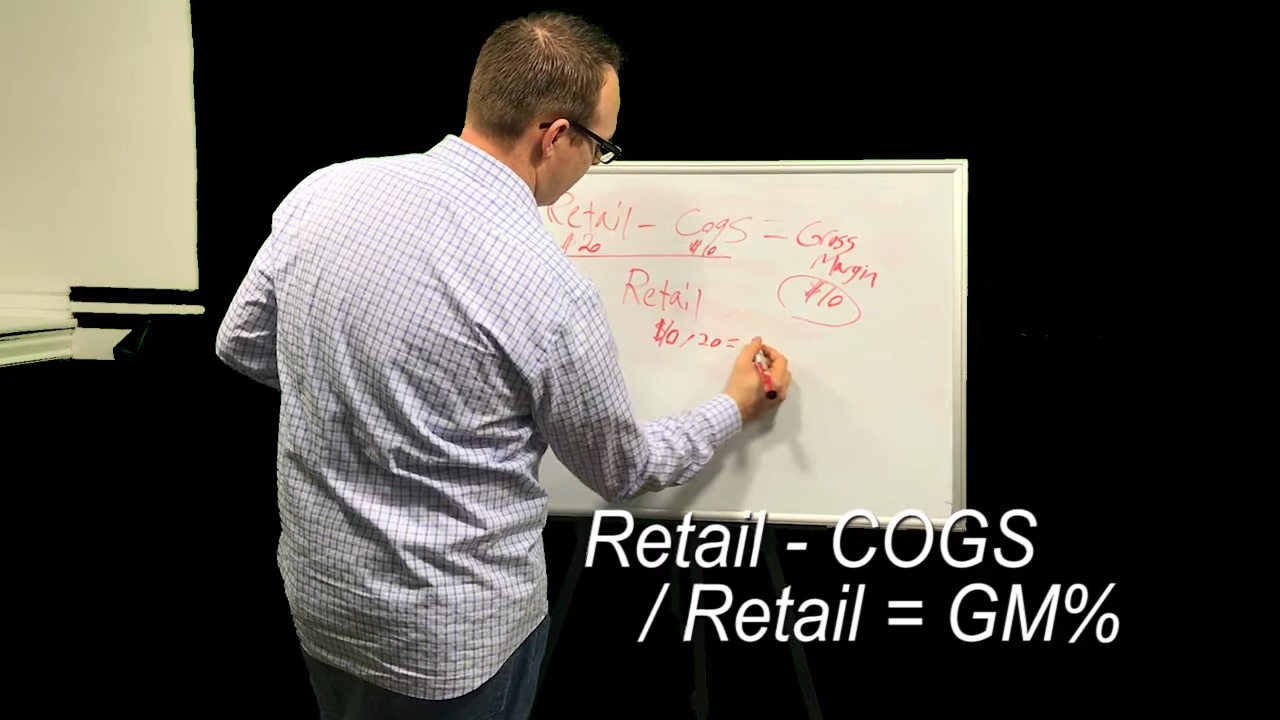 Retail - CogS = Gross
Margin
$20 $10
Retail
$10
$10/20=
Retail - COGS
/ Retail = GM%